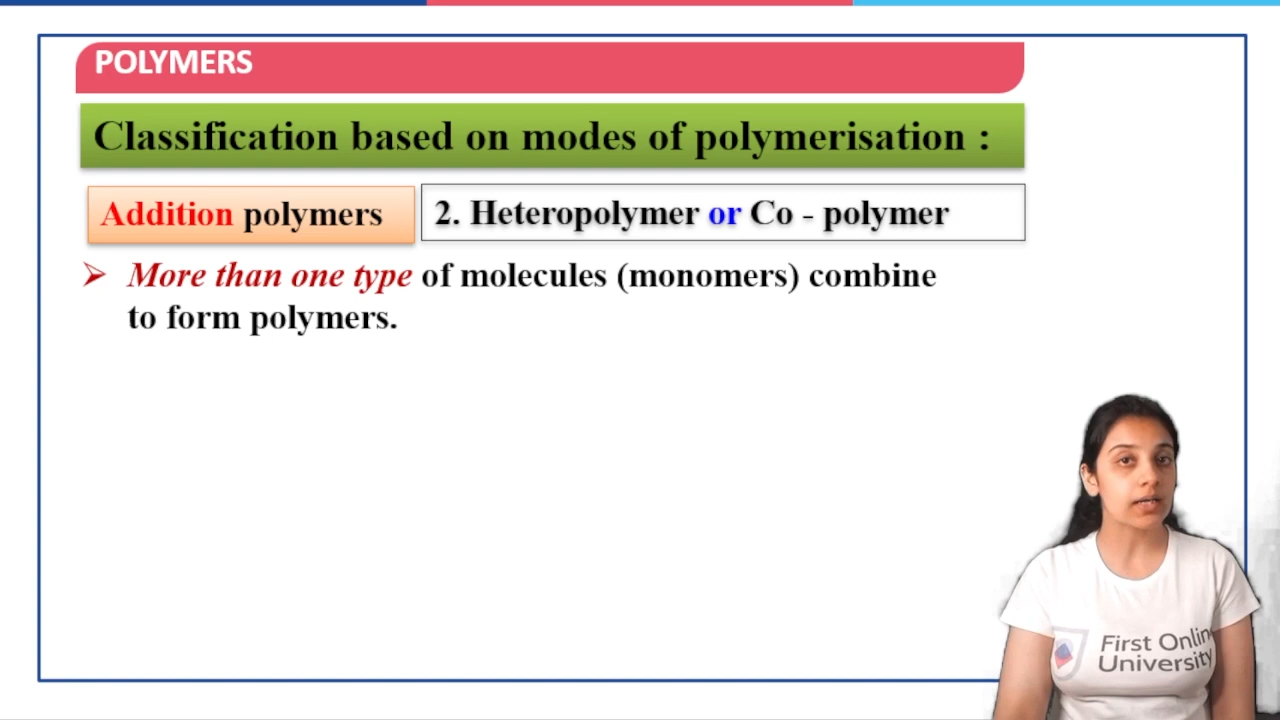 POLYMERS
Classification based on modes of polymerisation :
Addition polymers
2. Heteropolymer or Co - polymer
More than one type of molecules (monomers) combine
to form polymers.
First Online
University